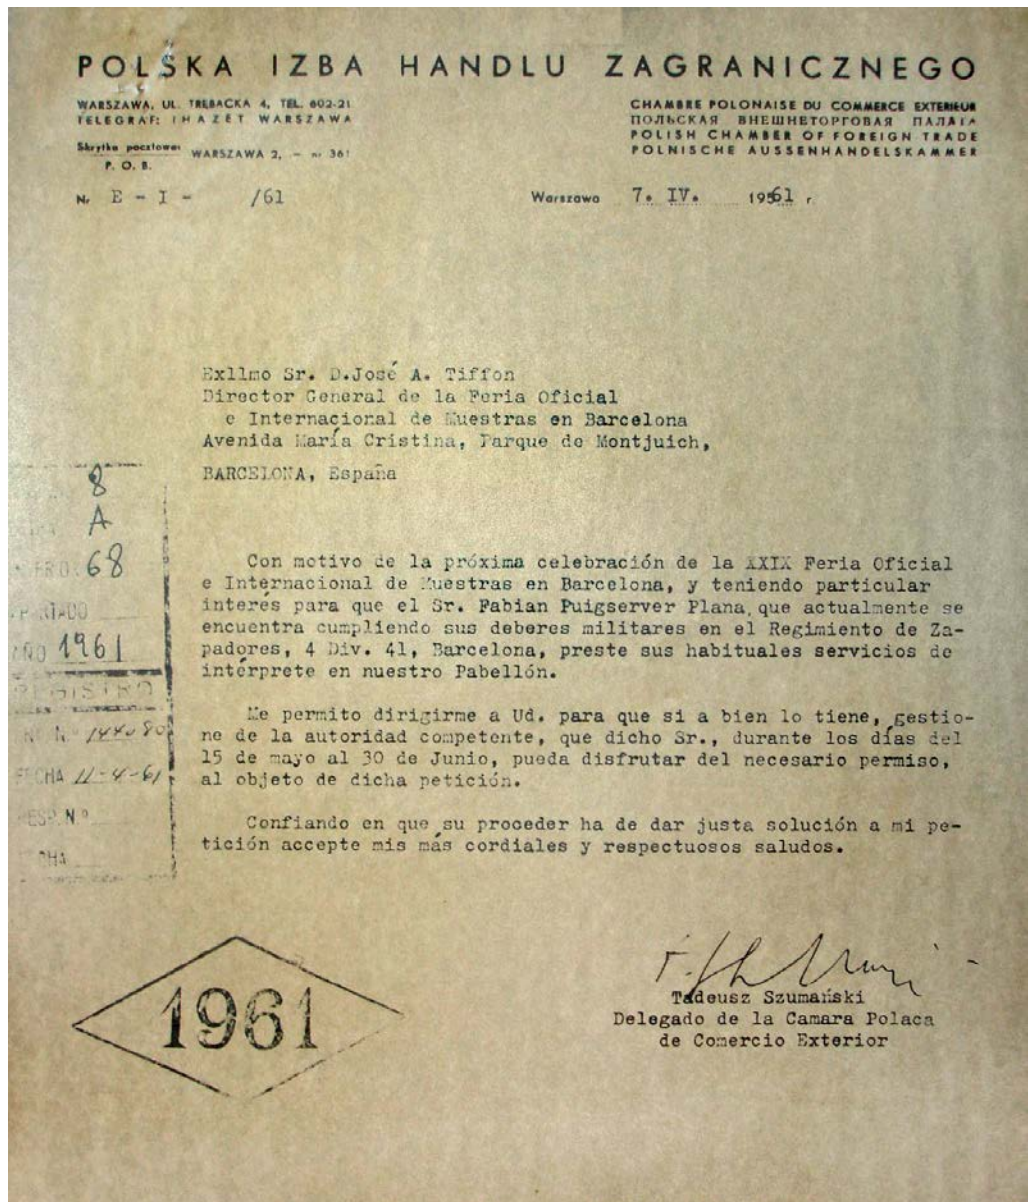 POLSKA IZBA HANDLU ZAGRANICZNEGO
WARSZAWA, UL. TRĘBACKA 4, TEL. 602-21
TELEGRAF: IHAZET WARSZAWA
Skrytka pocztowa:
P. O. B.
WARSZAWA 2, - nr 361
CHAMBRE POLONAISE DU COMMERCE EXTERIEUR
ПОЛЬСКАЯ ВНЕШНЕТОРГОВАЯ ПАЛАТА
POLISH CHAMBER OF FOREIGN TRADE
POLNISCHE AUSSENHANDELSKAMMER
Nr E - I - /61
Warszawa 7. IV. 1961 r.
Exllmo Sr. D.José A. Tiffon
Director General de la Feria Oficial
e Internacional de Muestras en Barcelona
Avenida María Cristina, Parque de Montjuich,
BARCELONA, España
8
A
68
1961
REGISTRO
FECHA 11-4-61
Con motivo de la próxima celebración de la XXIX Feria Oficial
e Internacional de Muestras en Barcelona, y teniendo particular
interés para que el Sr. Fabian Puigserver Plana, que actualmente se
encuentra cumpliendo sus deberes militares en el Regimiento de Za-
padores, 4 Div. 41, Barcelona, preste sus habituales servicios de
intérprete en nuestro Pabellón.
Me permito dirigirme a Ud. para que si a bien lo tiene, gestio-
ne de la autoridad competente, que dicho Sr., durante los días del
15 de mayo al 30 de Junio, pueda disfrutar del necesario permiso,
al objeto de dicha petición.
Confiando en que su proceder ha de dar justa solución a mi pe-
tición accepte mis más cordiales y respectuosos saludos.
Tadeusz Szumański
Delegado de la Camara Polaca
de Comercio Exterior
1961